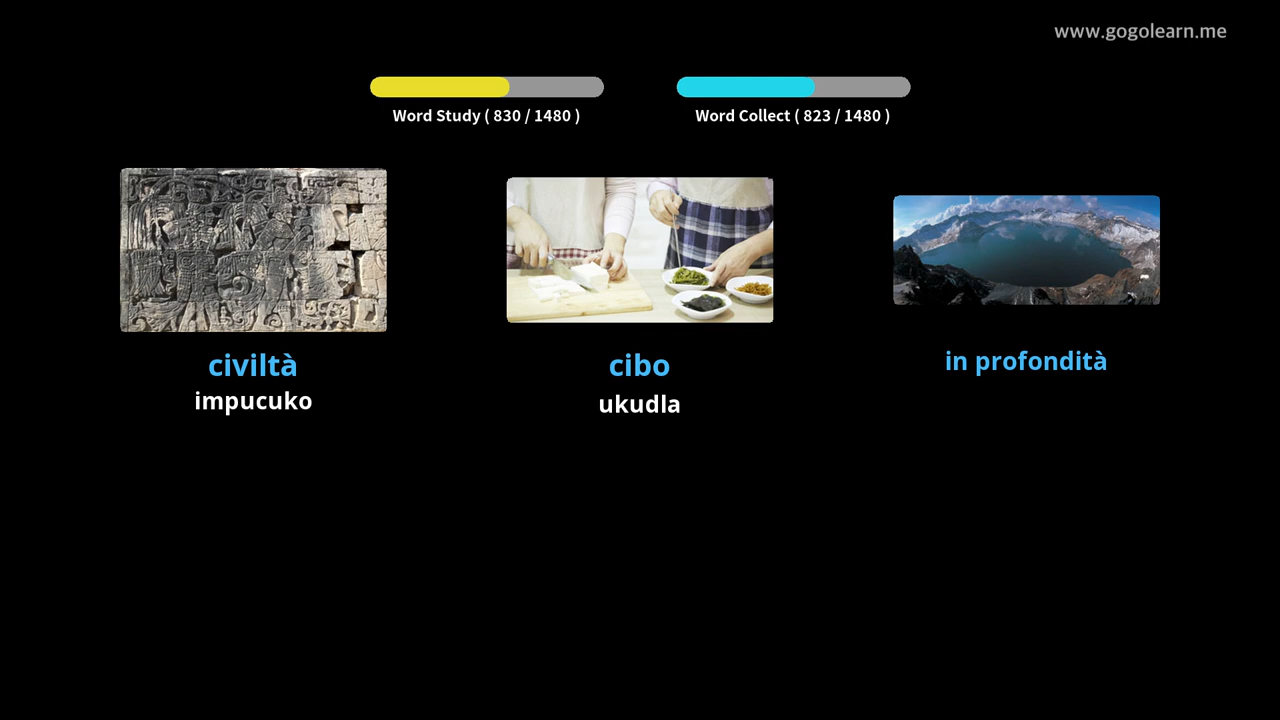 www.gogolearn.me
Word Study ( 830 / 1480 )
Word Collect ( 823 / 1480 )
civiltà
impucuko
cibo
ukudla
in profondità